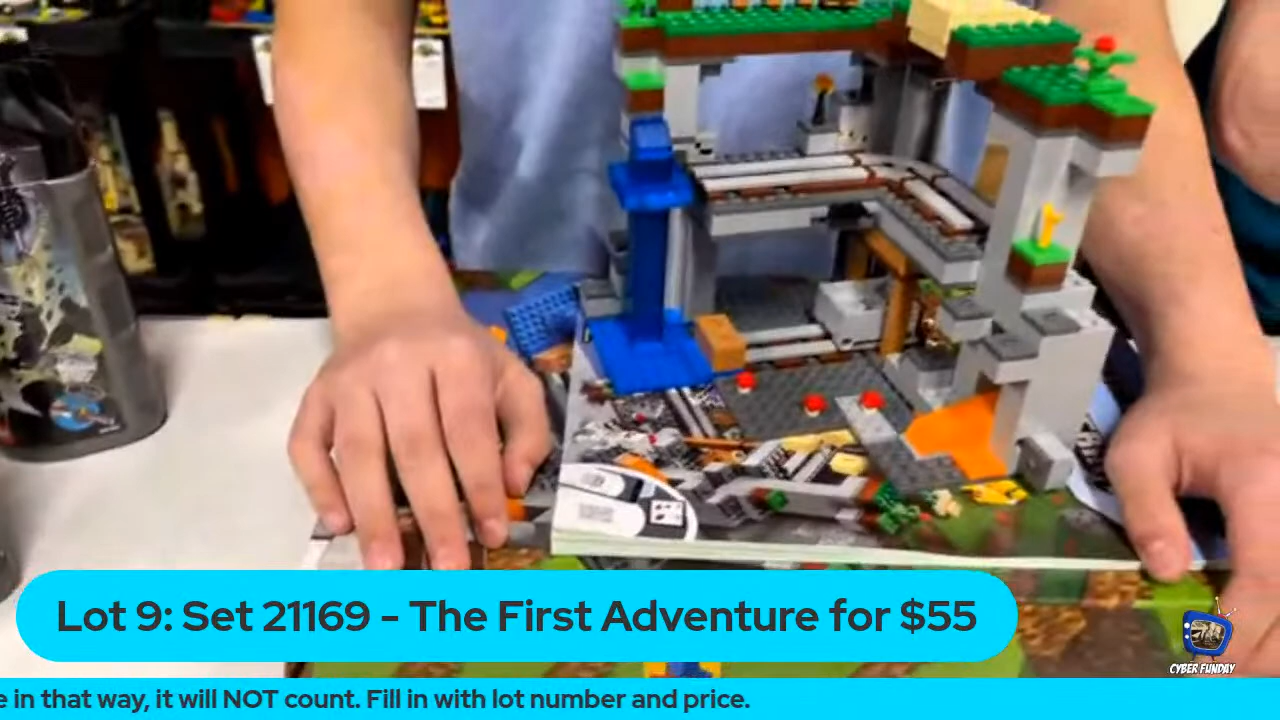 Lot 9: Set 21169 - The First Adventure for $55
CYBER FUNDAY
e in that way, it will NOT count. Fill in with lot number and price.